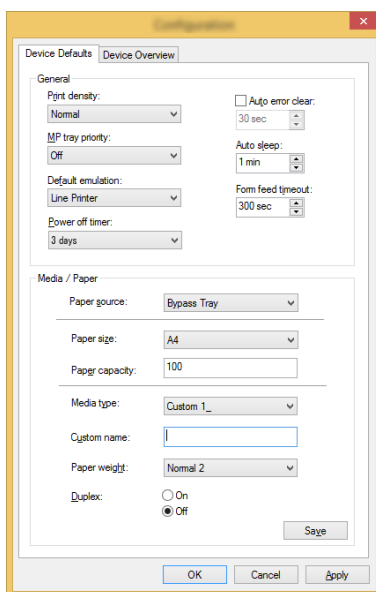 Configuration
Device Defaults Device Overview
General
Print density:
Normal
Auto error clear:
30 sec
MP tray priority:
Off
Auto sleep:
1 min
Default emulation:
Line Printer
Form feed timeout:
300 sec
Power off timer:
3 days
Media / Paper
Paper source: Bypass Tray
Paper size: A4
Paper capacity: 100
Media type: Custom 1_
Custom name:
Paper weight: Normal 2
Duplex: On
Off
Save
OK Cancel Apply